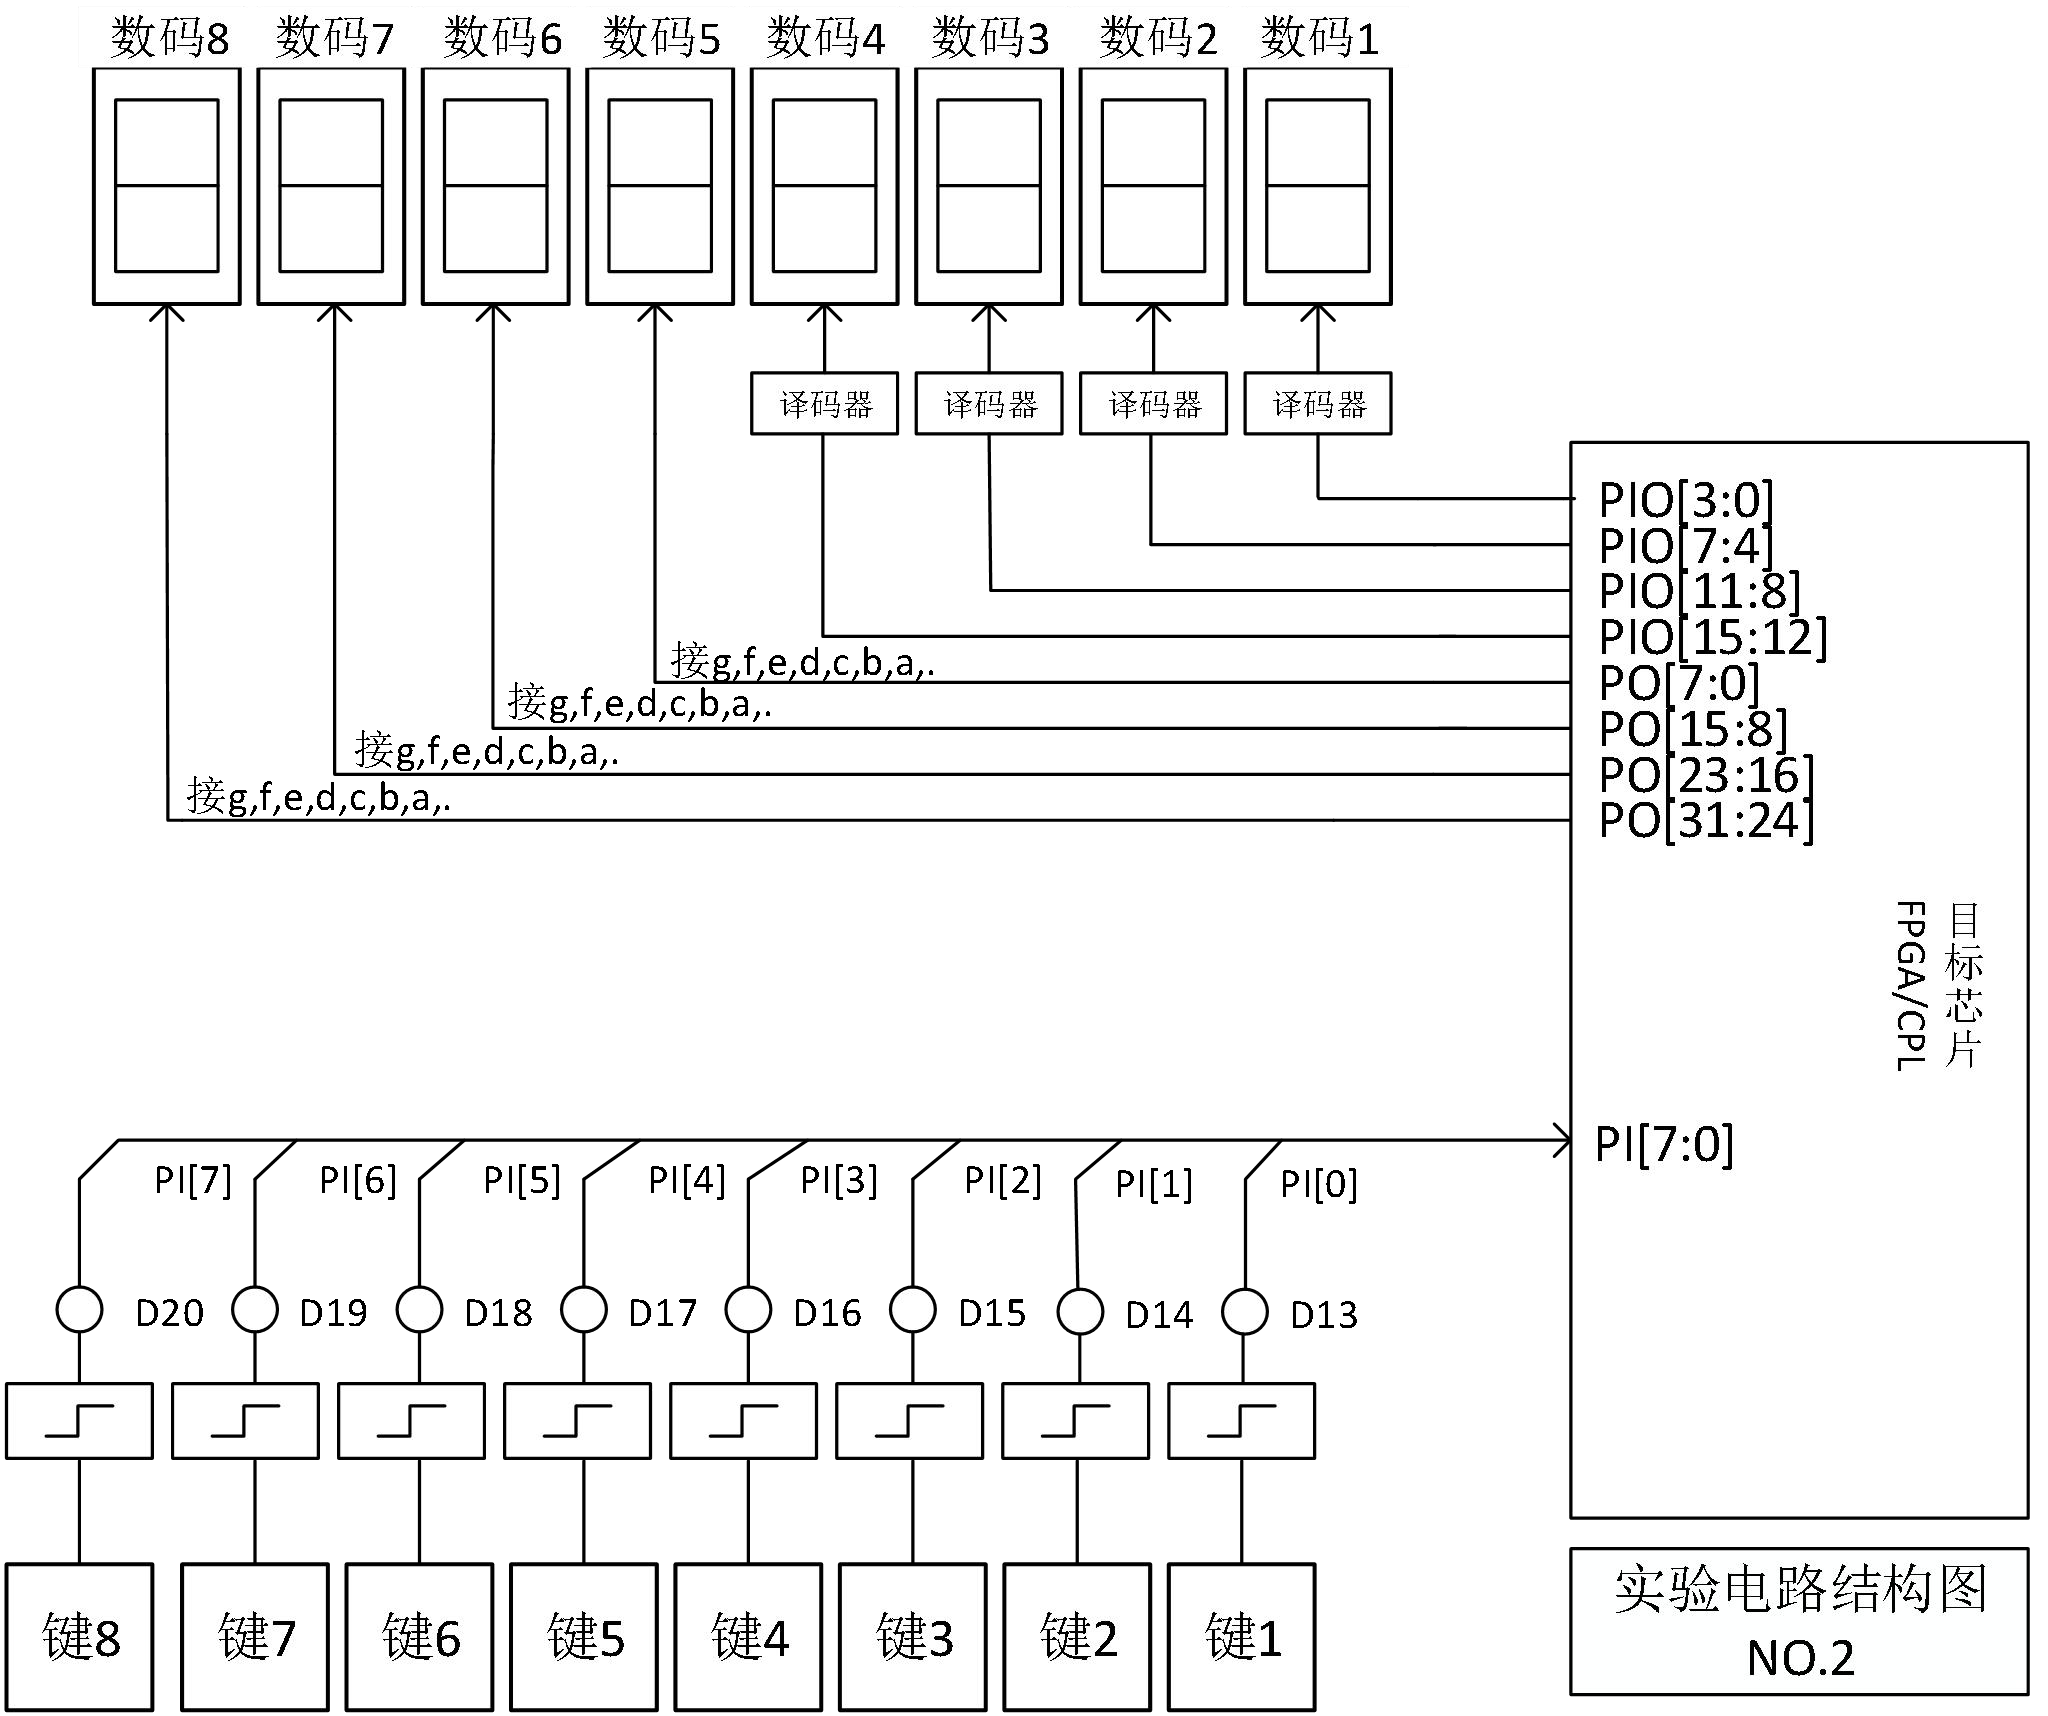 数码8 数码7 数码6 数码5 数码4 数码3 数码2 数码1
译码器 译码器 译码器 译码器
PIO[3:0]
PIO[7:4]
PIO[11:8]
PIO[15:12]
接g,f,e,d,c,b,a,.
PO[7:0]
接g,f,e,d,c,b,a,.
PO[15:8]
接g,f,e,d,c,b,a,.
PO[23:16]
接g,f,e,d,c,b,a,.
PO[31:24]
目标芯片
FPGA/CPL
PI[7:0]
PI[7] PI[6] PI[5] PI[4] PI[3] PI[2] PI[1] PI[0]
D20 D19 D18 D17 D16 D15 D14 D13
键8 键7 键6 键5 键4 键3 键2 键1
实验电路结构图
NO.2